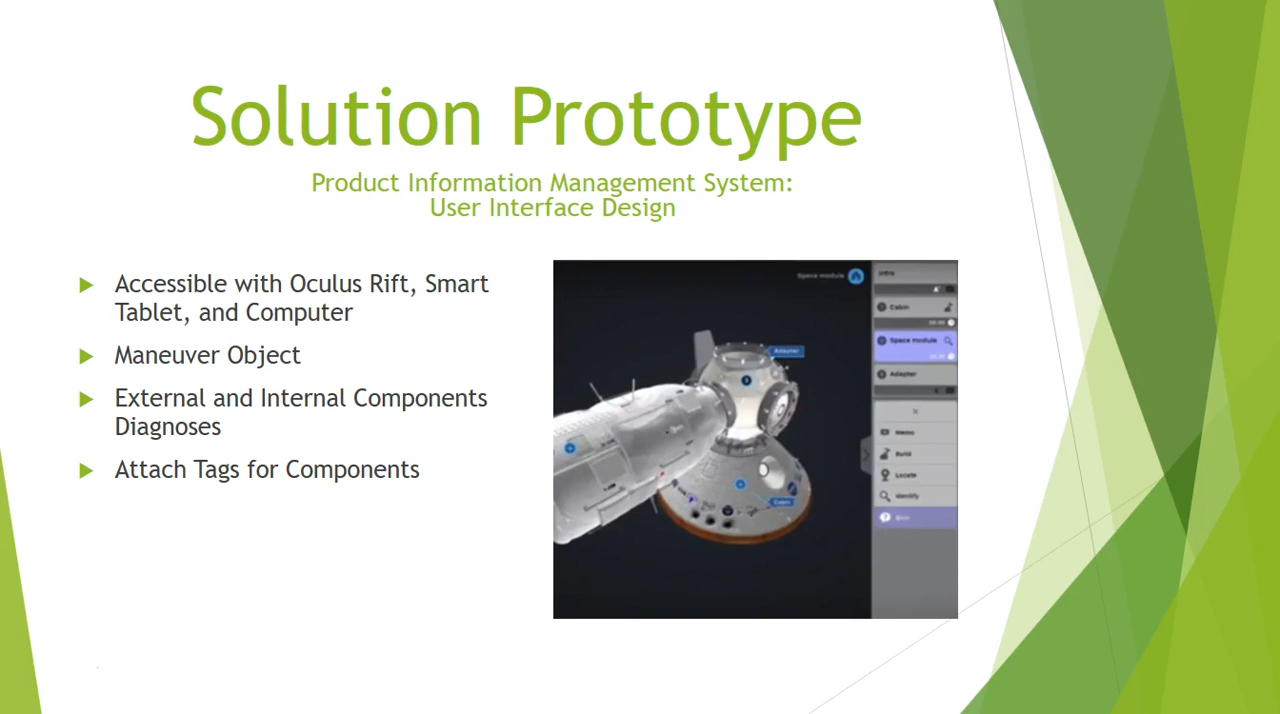 Solution Prototype
Product Information Management System:
User Interface Design
Accessible with Oculus Rift, Smart
Tablet, and Computer
Maneuver Object
External and Internal Components
Diagnoses
Attach Tags for Components
Space module
Intro
Cabin
Space module
Adapter
Adapter
Memo
Build
Locate
Identify
Cabin